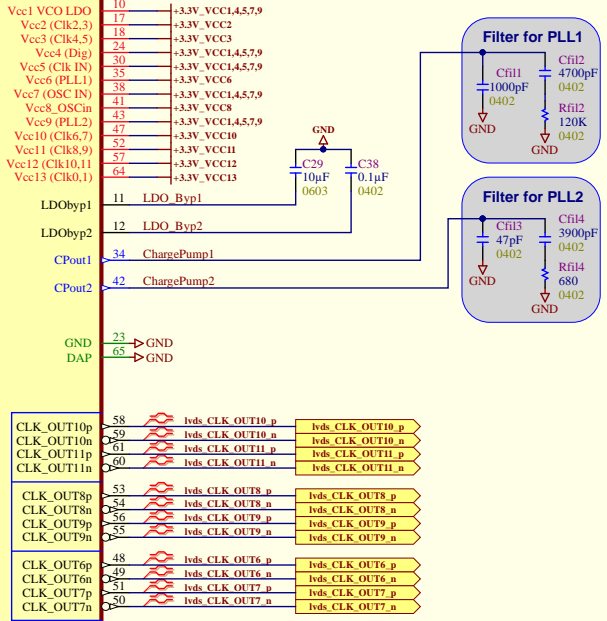 Vcc1 VCO LDO 10 +3.3V_VCC1,4,5,7,9
Vcc2 (Clk2,3) 17 +3.3V_VCC2
Vcc3 (Clk4,5) 18 +3.3V_VCC3
Vcc4 (Dig) 24 +3.3V_VCC1,4,5,7,9
Vcc5 (Clk IN) 30 +3.3V_VCC1,4,5,7,9
Vcc6 (PLL1) 35 +3.3V_VCC6
Vcc7 (OSC IN) 38 +3.3V_VCC1,4,5,7,9
Vcc8_OSCin 41 +3.3V_VCC8
Vcc9 (PLL2) 43 +3.3V_VCC1,4,5,7,9
Vcc10 (Clk6,7) 47 +3.3V_VCC10
Vcc11 (Clk8,9) 52 +3.3V_VCC11
Vcc12 (Clk10,11 57 +3.3V_VCC12
Vcc13 (Clk0,1) 64 +3.3V_VCC13
LDObyp1 11 LDO_Byp1
LDObyp2 12 LDO_Byp2
CPout1 34 ChargePump1
CPout2 42 ChargePump2
GND 23 GND
DAP 65 GND
GND
C29
10µF
0603
C38
0.1µF
0402
Filter for PLL1
Cfil1
1000pF
0402
GND
Cfil2
4700pF
0402
Rfil2
120K
0402
GND
Filter for PLL2
Cfil3
47pF
0402
GND
Cfil4
3900pF
0402
Rfil4
680
0402
GND
CLK_OUT10p 58 lvds_CLK_OUT10_p lvds_CLK_OUT10_p
CLK_OUT10n 59 lvds_CLK_OUT10_n lvds_CLK_OUT10_n
CLK_OUT11p 61 lvds_CLK_OUT11_p lvds_CLK_OUT11_p
CLK_OUT11n 60 lvds_CLK_OUT11_n lvds_CLK_OUT11_n
CLK_OUT8p 53 lvds_CLK_OUT8_p lvds_CLK_OUT8_p
CLK_OUT8n 54 lvds_CLK_OUT8_n lvds_CLK_OUT8_n
CLK_OUT9p 56 lvds_CLK_OUT9_p lvds_CLK_OUT9_p
CLK_OUT9n 55 lvds_CLK_OUT9_n lvds_CLK_OUT9_n
CLK_OUT6p 48 lvds_CLK_OUT6_p lvds_CLK_OUT6_p
CLK_OUT6n 49 lvds_CLK_OUT6_n lvds_CLK_OUT6_n
CLK_OUT7p 51 lvds_CLK_OUT7_p lvds_CLK_OUT7_p
CLK_OUT7n 50 lvds_CLK_OUT7_n lvds_CLK_OUT7_n